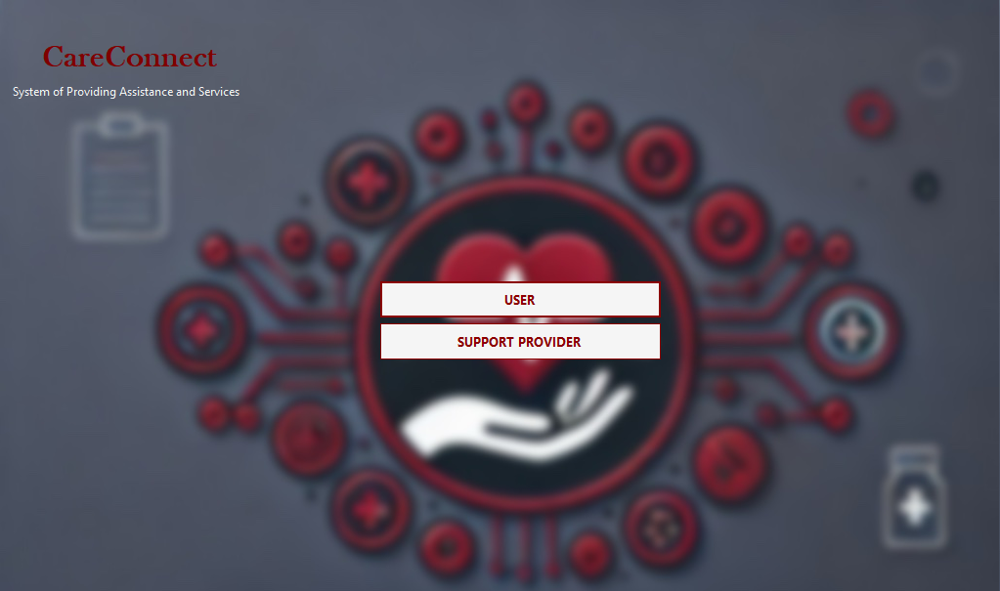 CareConnect
System of Providing Assistance and Services
USER
SUPPORT PROVIDER